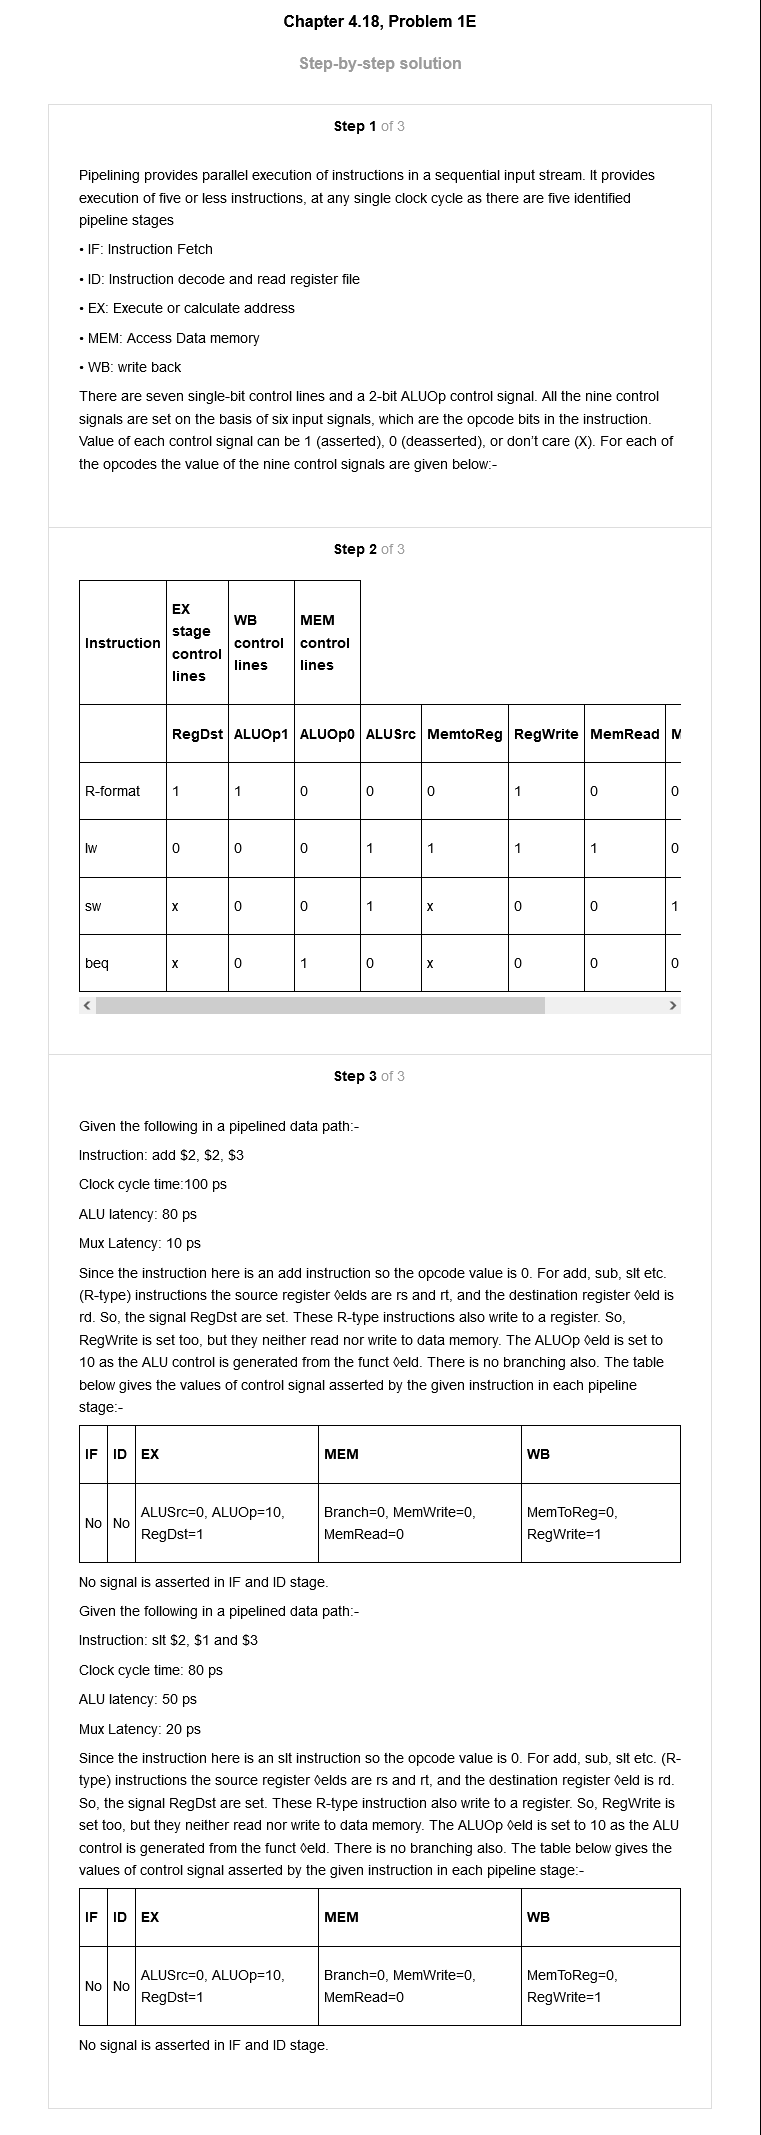 Chapter 4.18, Problem 1E
Step-by-step solution
Step 1 of 3
Pipelining provides parallel execution of instructions in a sequential input stream. It provides
execution of five or less instructions, at any single clock cycle as there are five identified
pipeline stages
• IF: Instruction Fetch
• ID: Instruction decode and read register file
• EX: Execute or calculate address
• MEM: Access Data memory
• WB: write back
There are seven single-bit control lines and a 2-bit ALUOp control signal. All the nine control
signals are set on the basis of six input signals, which are the opcode bits in the instruction.
Value of each control signal can be 1 (asserted), 0 (deasserted), or don't care (X). For each of
the opcodes the value of the nine control signals are given below:-
Step 2 of 3
Instruction EX stage control lines WB control lines MEM control lines
RegDst ALUOp1 ALUOp0 ALUSrc MemtoReg RegWrite MemRead M
R-format 1 1 0 0 0 1 0 0
lw 0 0 0 1 1 1 1 0
sw x 0 0 1 x 0 0 1
beq x 0 1 0 x 0 0 0
Step 3 of 3
Given the following in a pipelined data path:-
Instruction: add $2, $2, $3
Clock cycle time:100 ps
ALU latency: 80 ps
Mux Latency: 10 ps
Since the instruction here is an add instruction so the opcode value is 0. For add, sub, slt etc.
(R-type) instructions the source register ◊elds are rs and rt, and the destination register ◊eld is
rd. So, the signal RegDst are set. These R-type instructions also write to a register. So,
RegWrite is set too, but they neither read nor write to data memory. The ALUOp ◊eld is set to
10 as the ALU control is generated from the funct ◊eld. There is no branching also. The table
below gives the values of control signal asserted by the given instruction in each pipeline
stage:-
IF ID EX MEM WB
No No ALUSrc=0, ALUOp=10, RegDst=1 Branch=0, MemWrite=0, MemRead=0 MemToReg=0, RegWrite=1
No signal is asserted in IF and ID stage.
Given the following in a pipelined data path:-
Instruction: slt $2, $1 and $3
Clock cycle time: 80 ps
ALU latency: 50 ps
Mux Latency: 20 ps
Since the instruction here is an slt instruction so the opcode value is 0. For add, sub, slt etc. (R-
type) instructions the source register ◊elds are rs and rt, and the destination register ◊eld is rd.
So, the signal RegDst are set. These R-type instruction also write to a register. So, RegWrite is
set too, but they neither read nor write to data memory. The ALUOp ◊eld is set to 10 as the ALU
control is generated from the funct ◊eld. There is no branching also. The table below gives the
values of control signal asserted by the given instruction in each pipeline stage:-
IF ID EX MEM WB
No No ALUSrc=0, ALUOp=10, RegDst=1 Branch=0, MemWrite=0, MemRead=0 MemToReg=0, RegWrite=1
No signal is asserted in IF and ID stage.